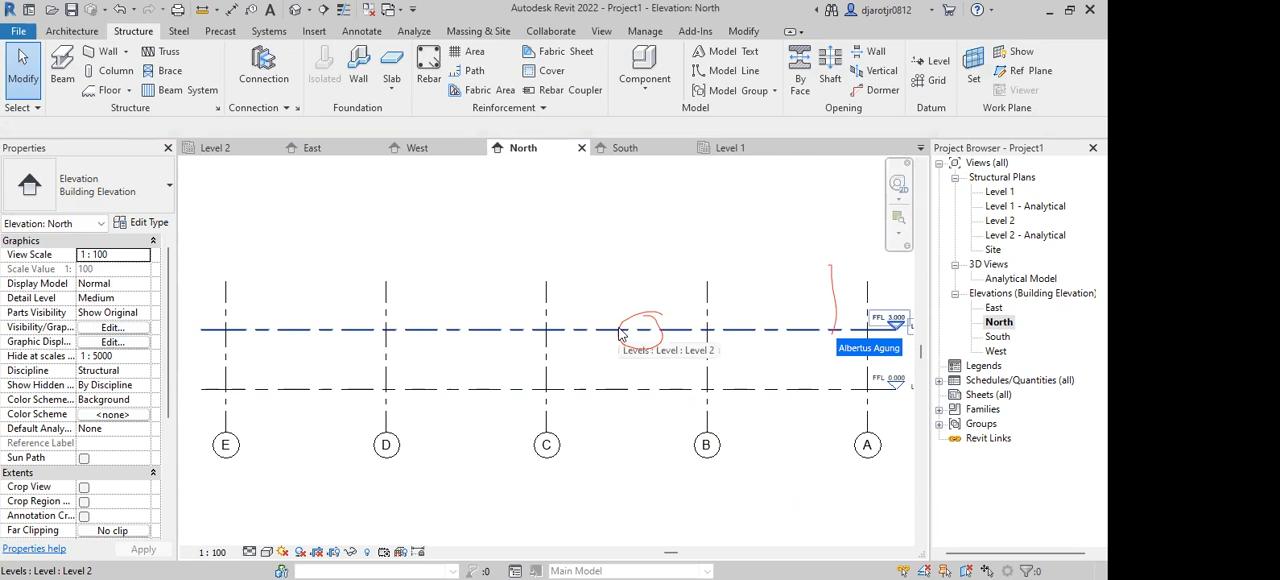 Autodesk Revit 2022 - Project1 - Elevation: North
djarotjr0812
File Architecture Structure Steel Precast Systems Insert Annotate Analyze Massing & Site Collaborate View Manage Add-Ins Modify
Modify
Select
Beam
Wall
Column
Floor
Truss
Brace
Beam System
Structure
Connection
Connection
Isolated
Wall
Slab
Foundation
Rebar
Area
Path
Fabric Area
Fabric Sheet
Cover
Rebar Coupler
Reinforcement
Component
Model Text
Model Line
Model Group
Model
By
Face
Shaft
Wall
Vertical
Dormer
Opening
Level
Grid
Datum
Set
Show
Ref Plane
Viewer
Work Plane
Properties
Level 2 East West North South Level 1
Project Browser - Project1
Elevation
Building Elevation
Elevation: North
Edit Type
Graphics
View Scale 1 : 100
Scale Value 1: 100
Display Model Normal
Detail Level Medium
Parts Visibility Show Original
Visibility/Grap... Edit...
Graphic Displ... Edit...
Hide at scales ... 1 : 5000
Discipline Structural
Show Hidden ... By Discipline
Color Scheme... Background
Color Scheme <none>
Default Analy... None
Reference Label
Sun Path
Extents
Crop View
Crop Region ...
Annotation Cr...
Far Clipping No clip
Properties help
Apply
2D
FFL 3.000
Levels : Level : Level 2
Albertus Agung
FFL 0.000
E D C B A
1 : 100
Views (all)
Structural Plans
Level 1
Level 1 - Analytical
Level 2
Level 2 - Analytical
Site
3D Views
Analytical Model
Elevations (Building Elevation)
East
North
South
West
Legends
Schedules/Quantities (all)
Sheets (all)
Families
Groups
Revit Links
Levels : Level : Level 2
:0
Main Model
:0